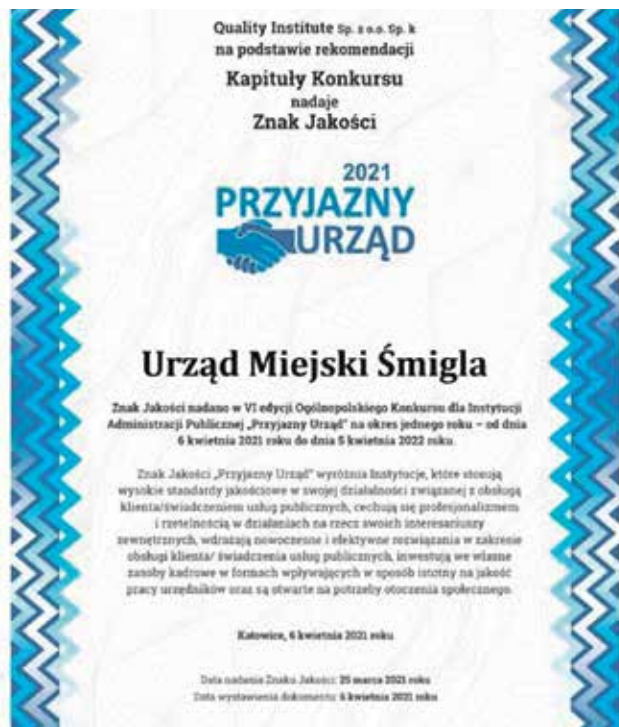 Quality Institute Sp. z o.o. Sp. k
na podstawie rekomendacji
Kapituły Konkursu
nadaje
Znak Jakości
2021
PRZYJAZNY
URZĄD
Urząd Miejski Śmigla
Znak Jakości nadano w VI edycji Ogólnopolskiego Konkursu dla Instytucji
Administracji Publicznej „Przyjazny Urząd" na okres jednego roku – od dnia
6 kwietnia 2021 roku do dnia 5 kwietnia 2022 roku.
Znak Jakości „Przyjazny Urząd" wyróżnia Instytucje, które stosują
wysokie standardy jakościowe w swojej działalności związanej z obsługą
klienta/świadczeniem usług publicznych, cechują się profesjonalizmem
i rzetelnością w działaniach na rzecz swoich interesariuszy
zewnętrznych, wdrażają nowoczesne i efektywne rozwiązania w zakresie
obsługi klienta/ świadczenia usług publicznych, inwestują we własne
zasoby kadrowe w formach wpływających w sposób istotny na jakość
pracy urzędników oraz są otwarte na potrzeby otoczenia społecznego.
Katowice, 6 kwietnia 2021 roku
Data nadania Znaku Jakości: 25 marca 2021 roku
Data wystawienia dokumentu: 6 kwietnia 2021 roku